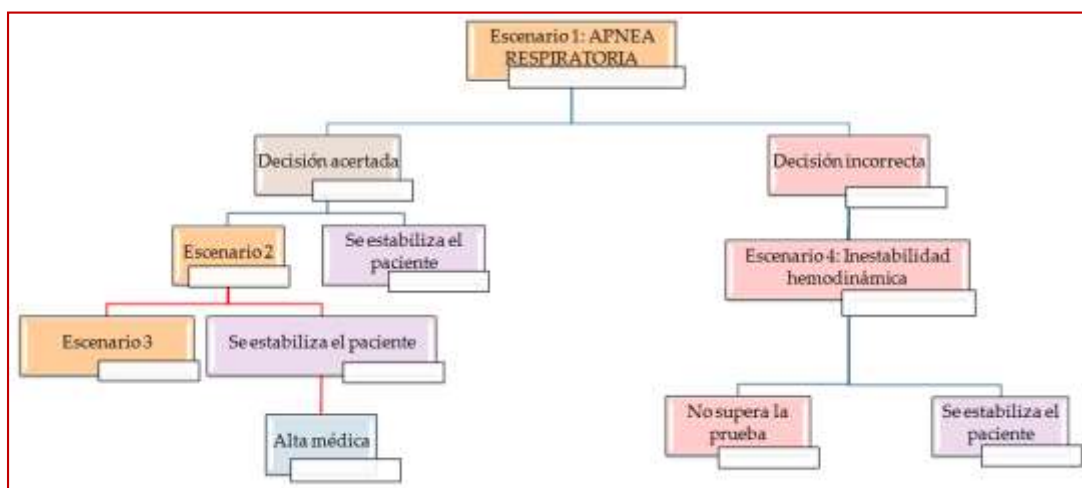 Escenario 1: APNEA
RESPIRATORIA
Decisión acertada
Decisión incorrecta
Escenario 2
Se estabiliza el
paciente
Escenario 4: Inestabilidad
hemodinámica
Escenario 3
Se estabiliza el paciente
No supera la
prueba
Se estabiliza el
paciente
Alta médica